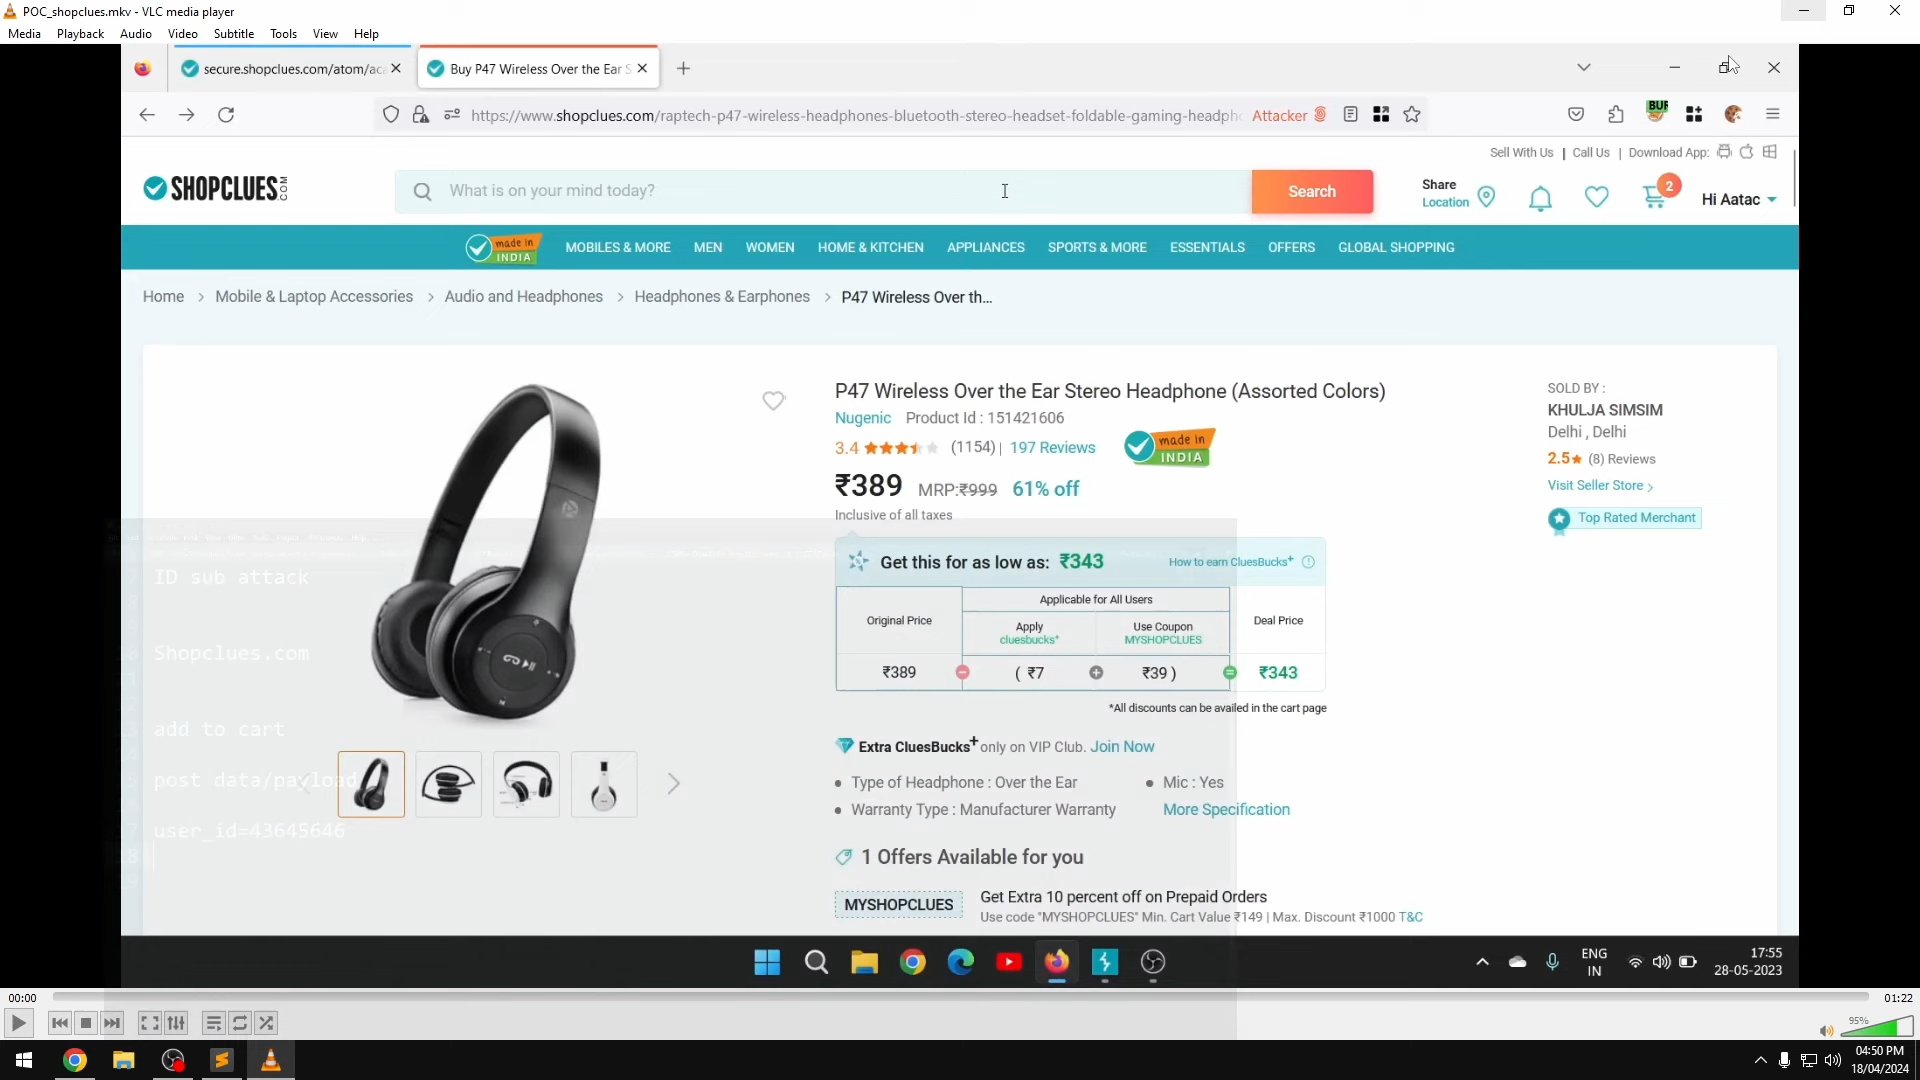 POC_shopclues.mkv - VLC media player
Media Playback Audio Video Subtitle Tools View Help
secure.shopclues.com/atom/acc
Buy P47 Wireless Over the Ear S
https://www.shopclues.com/raptech-p47-wireless-headphones-bluetooth-stereo-headset-foldable-gaming-headpho
Attacker
BUR
Sell With Us | Call Us | Download App:
SHOPCLUES.COM
What is on your mind today?
Search
Share
Location
2
Hi Aatac
made in
INDIA
MOBILES & MORE MEN WOMEN HOME & KITCHEN APPLIANCES SPORTS & MORE ESSENTIALS OFFERS GLOBAL SHOPPING
Home > Mobile & Laptop Accessories > Audio and Headphones > Headphones & Earphones > P47 Wireless Over th...
P47 Wireless Over the Ear Stereo Headphone (Assorted Colors)
Nugenic Product Id : 151421606
3.4 (1154) | 197 Reviews
made in
INDIA
₹389 MRP:₹999 61% off
Inclusive of all taxes
SOLD BY :
KHULJA SIMSIM
Delhi , Delhi
2.5 (8) Reviews
Visit Seller Store >
Top Rated Merchant
Get this for as low as: ₹343
How to earn CluesBucks+
Original Price
Applicable for All Users
Apply
cluesbucks+
Use Coupon
MYSHOPCLUES
Deal Price
₹389 ( ₹7 + ₹39 ) = ₹343
*All discounts can be availed in the cart page
Extra CluesBucks+ only on VIP Club. Join Now
Type of Headphone : Over the Ear
Mic : Yes
Warranty Type : Manufacturer Warranty
More Specification
1 Offers Available for you
MYSHOPCLUES
Get Extra 10 percent off on Prepaid Orders
Use code "MYSHOPCLUES" Min. Cart Value ₹149 | Max. Discount ₹1000 T&C
ID sub attack
Shopclues.com
add to cart
post data/payload
user_id=43645646
ENG
IN
17:55
28-05-2023
00:00
01:22
95%
04:50 PM
18/04/2024